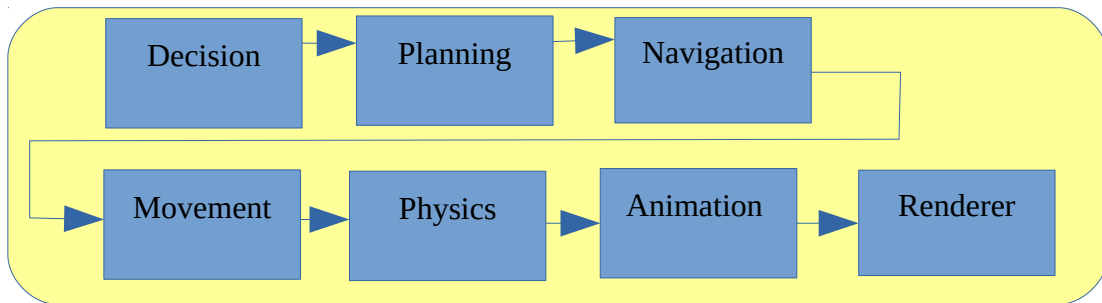 Decision
Planning
Navigation
Movement
Physics
Animation
Renderer